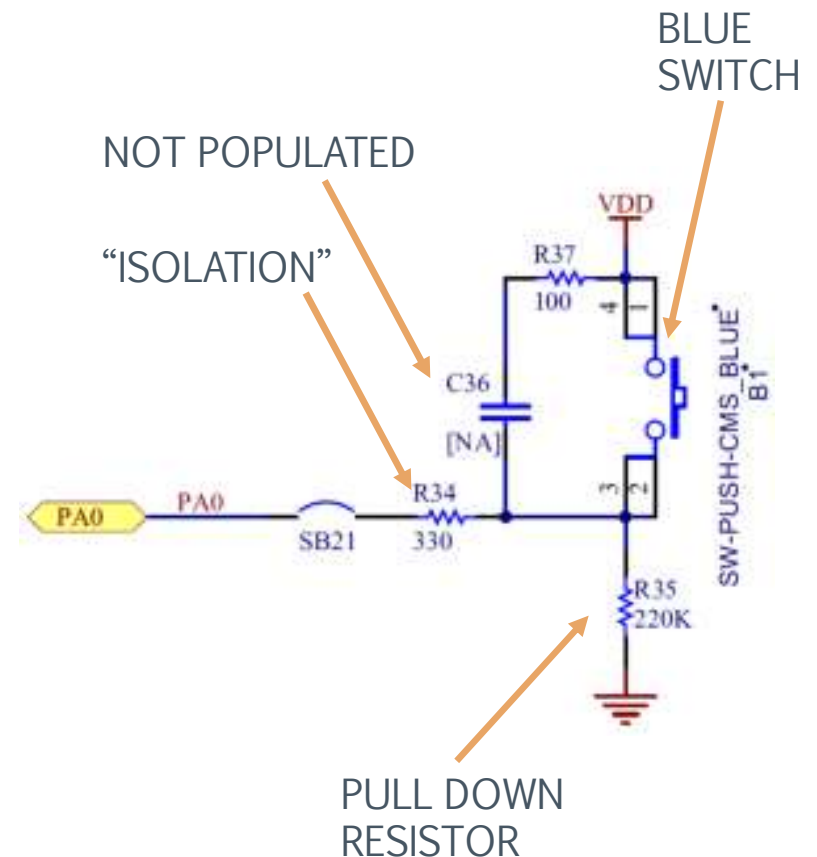 BLUE
SWITCH
NOT POPULATED
“ISOLATION”
VDD
R37
100
4
1
C36
[NA]
SW-PUSH-CMS_BLUE*
B1*
R34
330
3
2
PA0
PA0
SB21
R35
220K
PULL DOWN
RESISTOR